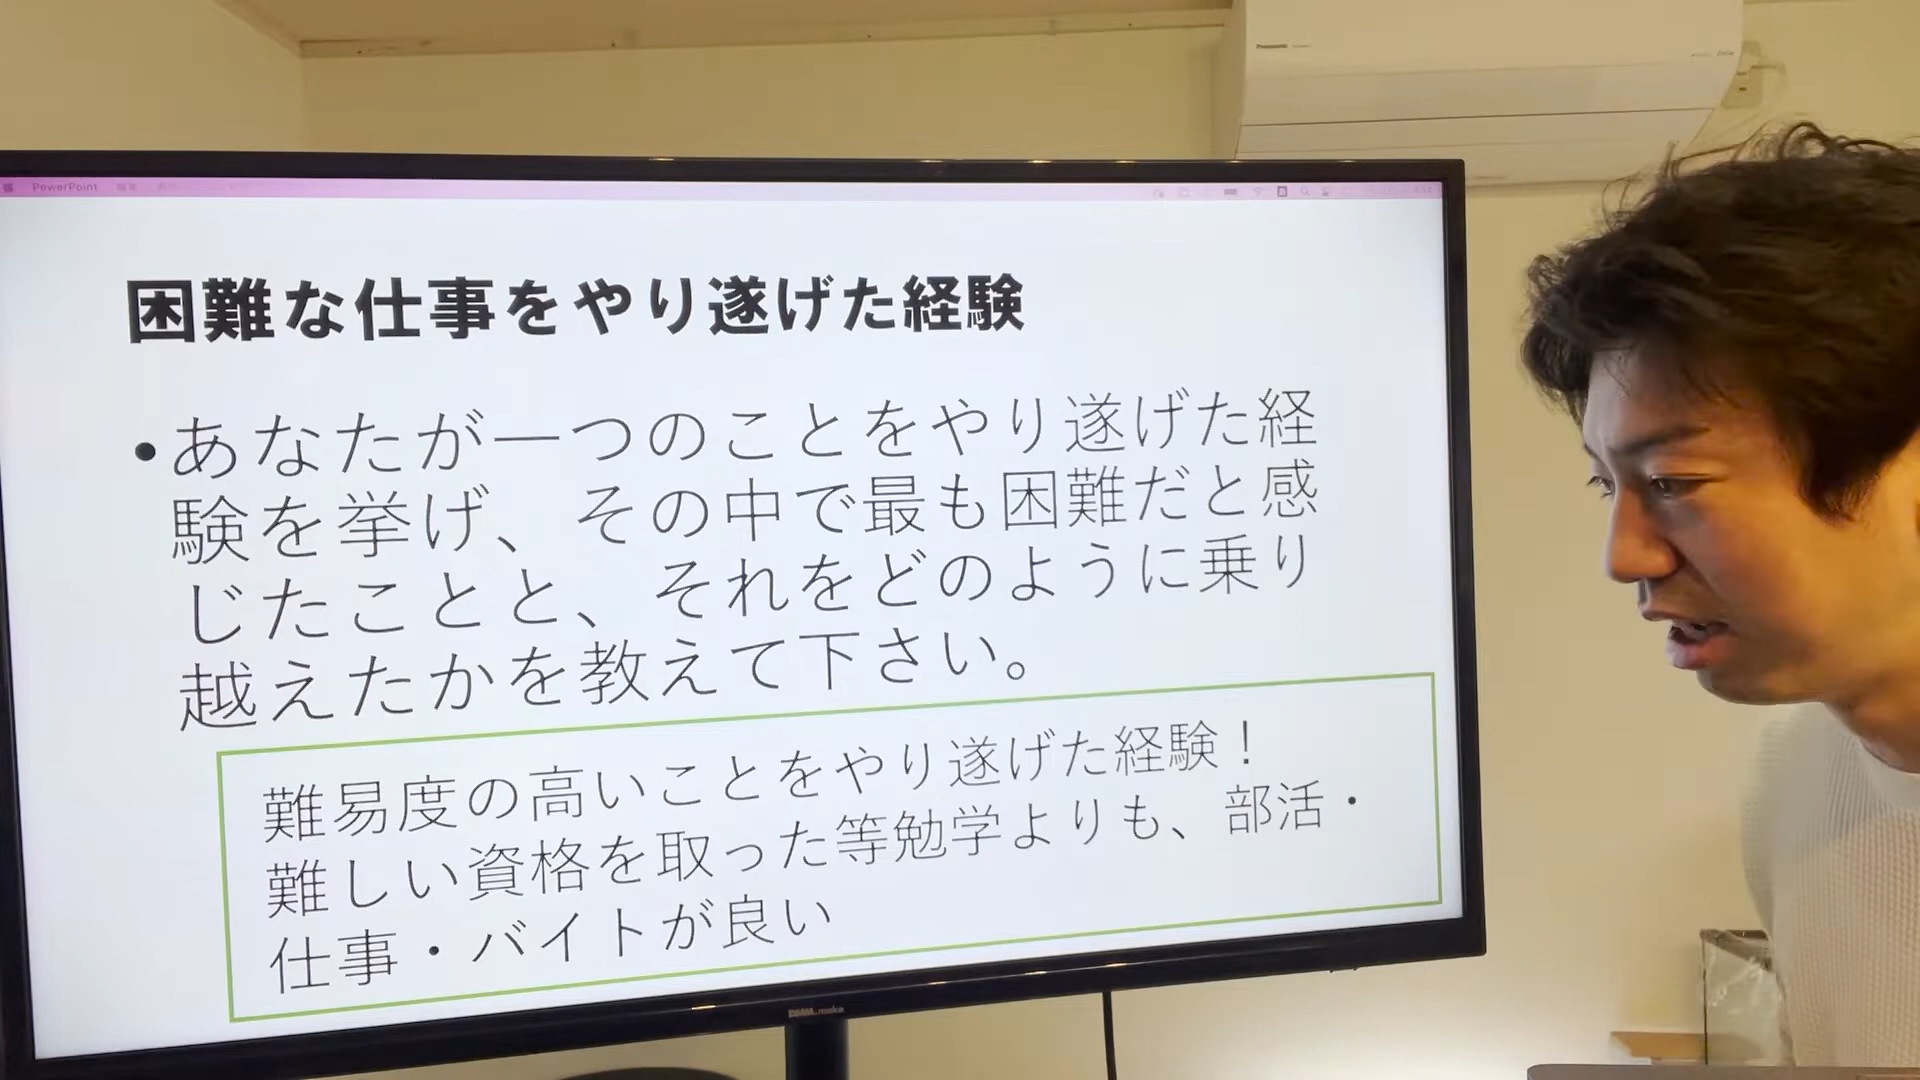 PowerPoint
困難な仕事をやり遂げた経験
•あなたが一つのことをやり遂げた経
験を挙げ、その中で最も困難だと感
じたことと、それをどのように乗り
越えたかを教えて下さい。
難易度の高いことをやり遂げた経験！
難しい資格を取った等勉学よりも、部活・
仕事・バイトが良い
Panasonic
DMM.make